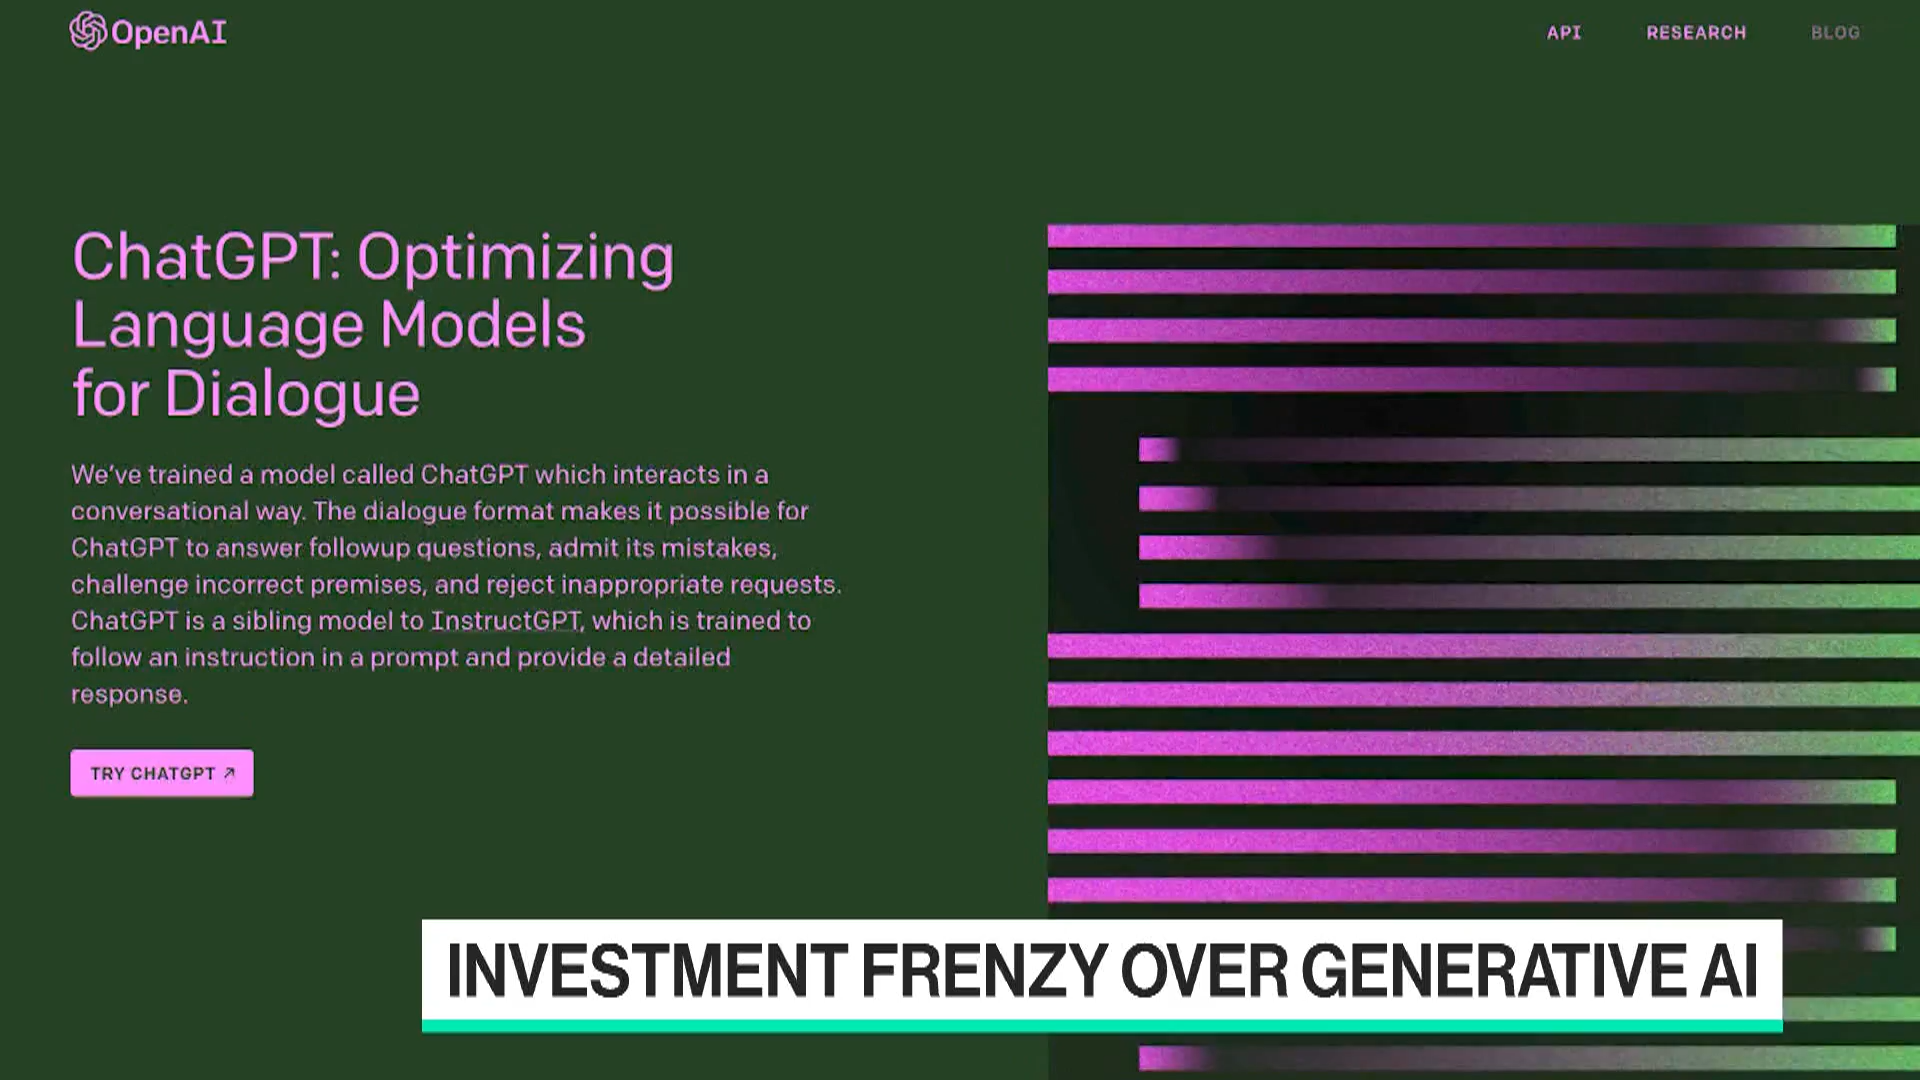 OpenAI
API RESEARCH BLOG
ChatGPT: Optimizing
Language Models
for Dialogue
We've trained a model called ChatGPT which interacts in a
conversational way. The dialogue format makes it possible for
ChatGPT to answer followup questions, admit its mistakes,
challenge incorrect premises, and reject inappropriate requests.
ChatGPT is a sibling model to InstructGPT, which is trained to
follow an instruction in a prompt and provide a detailed
response.
TRY CHATGPT ↗
INVESTMENT FRENZY OVER GENERATIVE AI